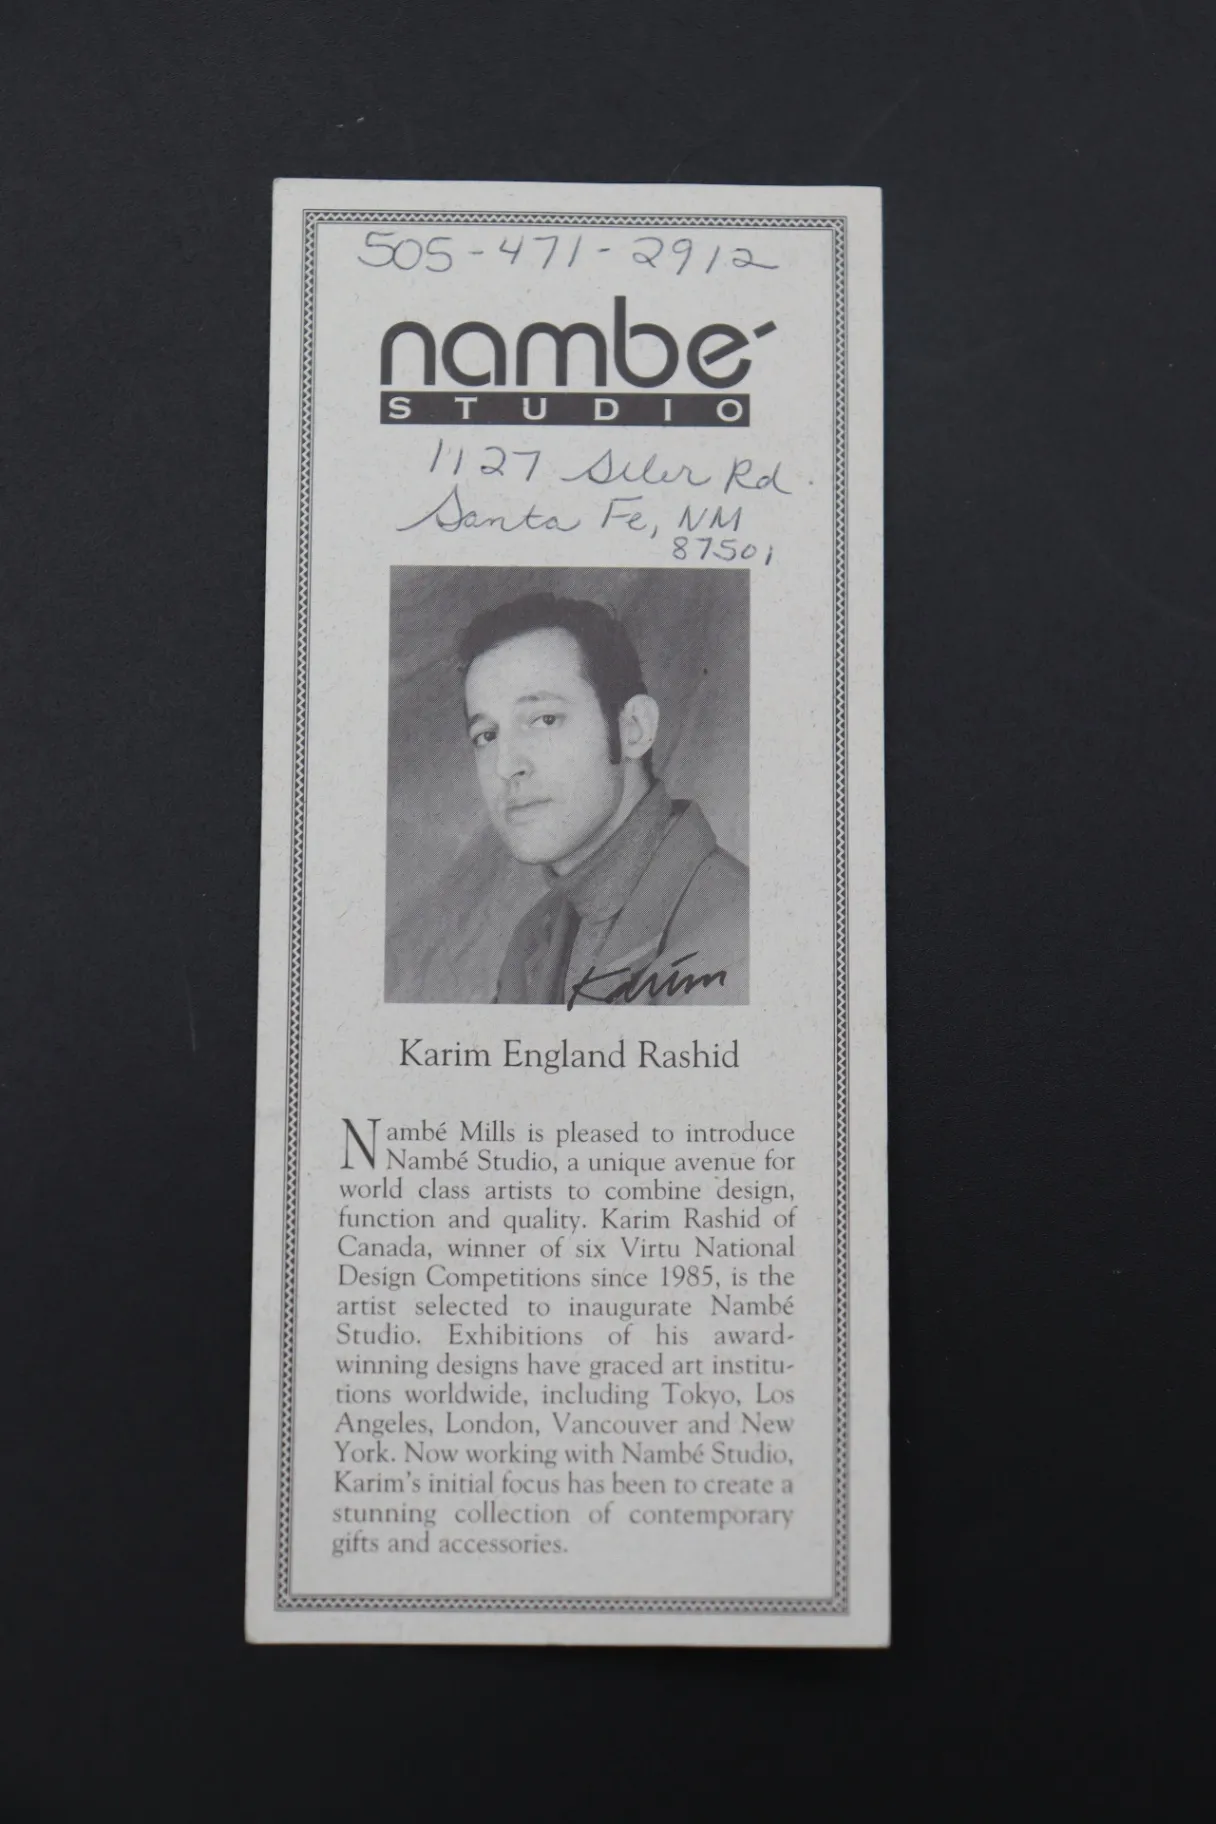 505-471-2912
nambé
STUDIO
1127 Siler Rd.
Santa Fe, NM
87501
Karim
Karim England Rashid
Nambé Mills is pleased to introduce
Nambé Studio, a unique avenue for
world class artists to combine design,
function and quality. Karim Rashid of
Canada, winner of six Virtu National
Design Competitions since 1985, is the
artist selected to inaugurate Nambé
Studio. Exhibitions of his award-
winning designs have graced art institu-
tions worldwide, including Tokyo, Los
Angeles, London, Vancouver and New
York. Now working with Nambé Studio,
Karim's initial focus has been to create a
stunning collection of contemporary
gifts and accessories.